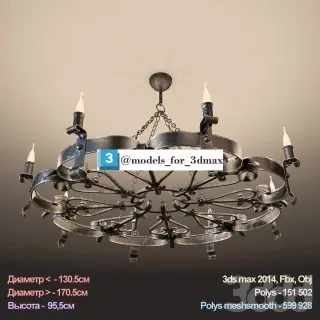 3 @models_for_3dmax
Диаметр < - 130.5см
Диаметр > - 170.5см
Высота - 95,5см
3ds max 2014, Fbx, Obj
Polys - 151 502
Polys meshsmooth - 599 928